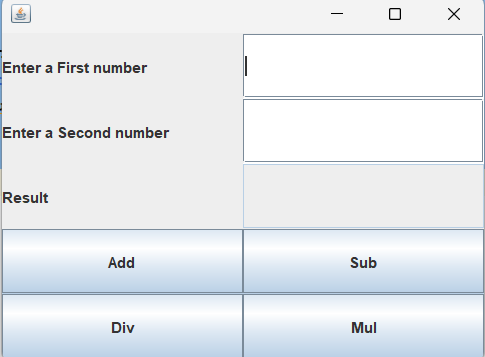 Enter a First number
Enter a Second number
Result
Add
Sub
Div
Mul